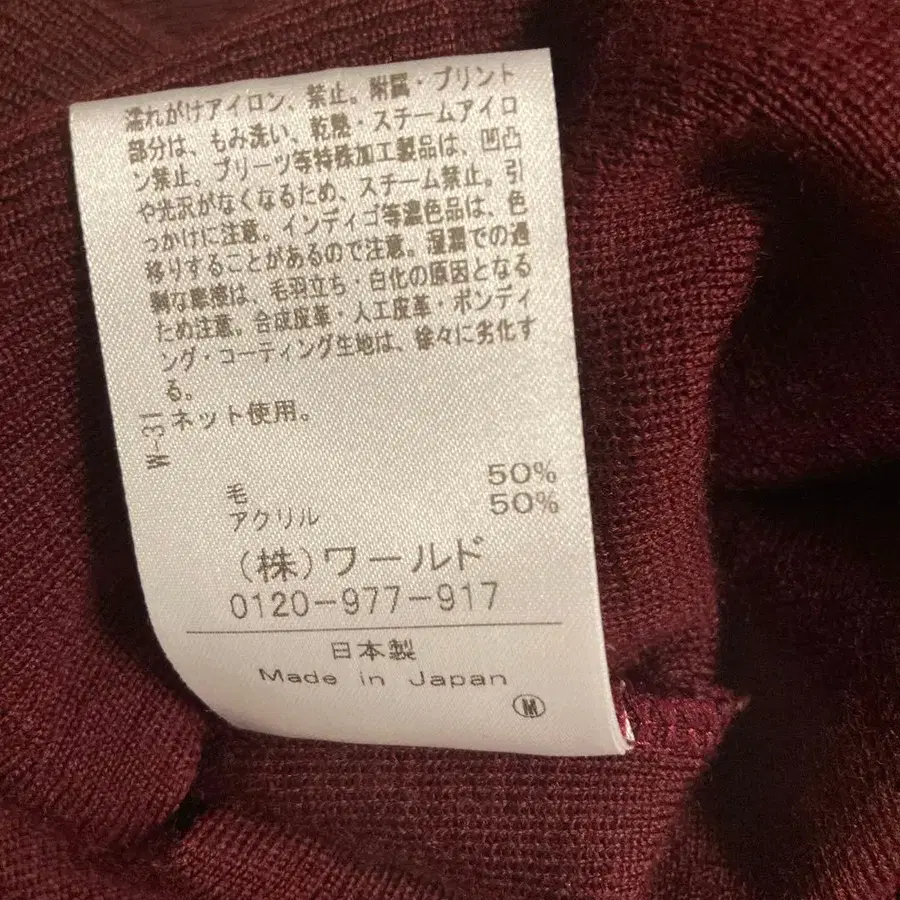 濡れがけアイロン、禁止。附属・プリント
部分は、もみ洗い、乾熱・スチームアイロ
ン禁止。プリーツ等特殊加工製品は、凹凸
や光沢がなくなるため、スチーム禁止。引
っかけに注意。インディゴ等濃色品は、色
移りすることがあるので注意。湿潤での過
剰な摩擦は、毛羽立ち・白化の原因となる
ため注意。合成皮革・人工皮革・ボンディ
ング・コーティング生地は、徐々に劣化す
る。
ネット使用。
W-31
毛 50%
アクリル 50%
(株)ワールド
0120-977-917
日本製
Made in Japan
M